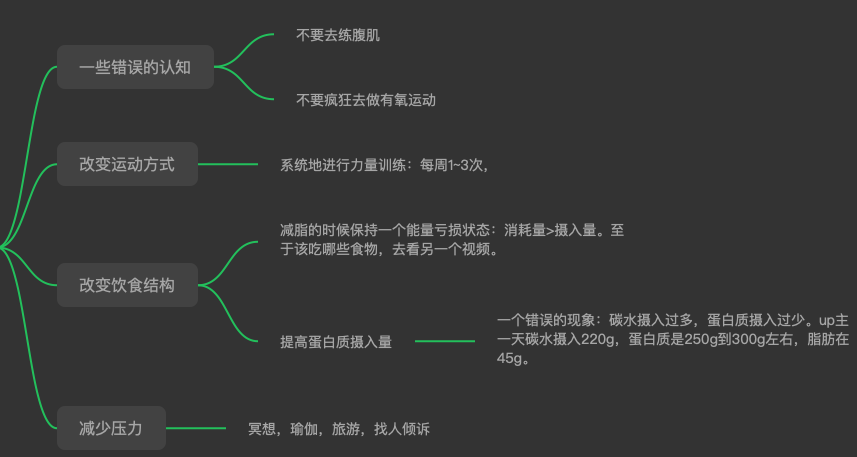 一些错误的认知
不要去练腹肌
不要疯狂去做有氧运动
改变运动方式
系统地进行力量训练：每周1~3次，
改变饮食结构
减脂的时候保持一个能量亏损状态：消耗量>摄入量。至
于该吃哪些食物，去看另一个视频。
提高蛋白质摄入量
一个错误的现象：碳水摄入过多，蛋白质摄入过少。up主
一天碳水摄入220g，蛋白质是250g到300g左右，脂肪在
45g。
减少压力
冥想，瑜伽，旅游，找人倾诉